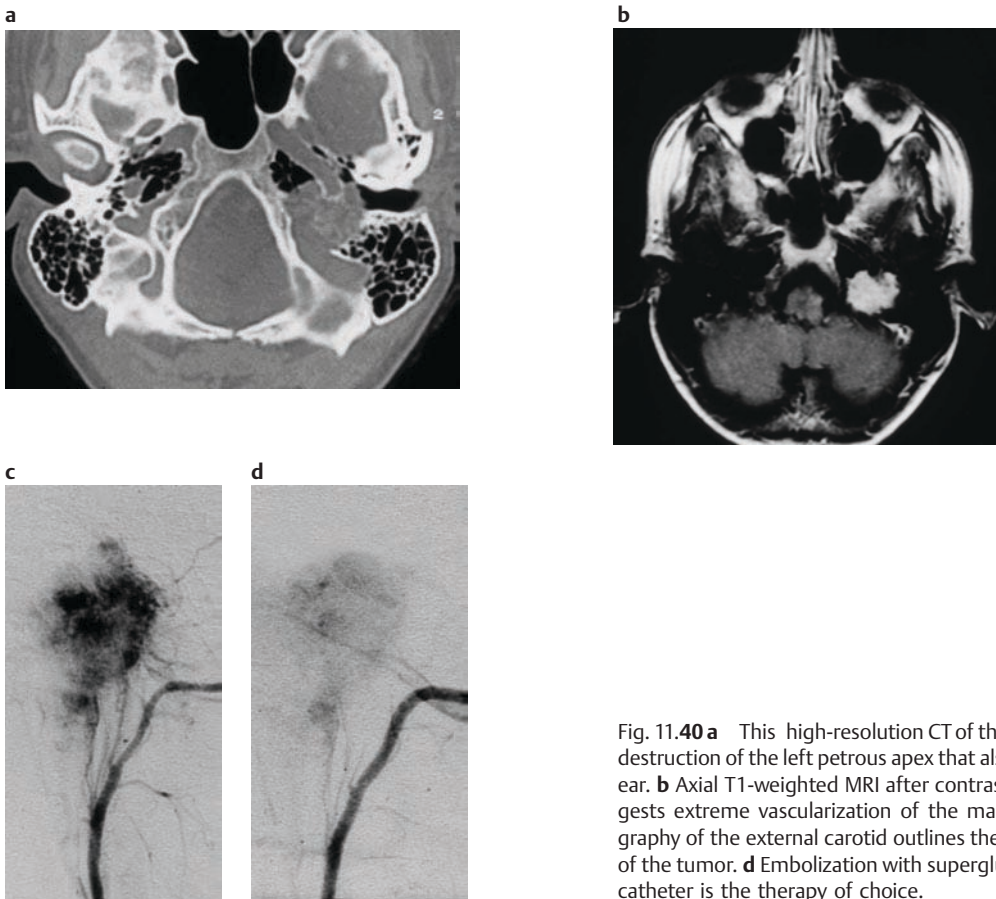 a
b
2
c
d
Fig. 11.40 a This high-resolution CT of th
destruction of the left petrous apex that al
ear. b Axial T1-weighted MRI after contras
gests extreme vascularization of the ma
graphy of the external carotid outlines the
of the tumor. d Embolization with superglu
catheter is the therapy of choice.